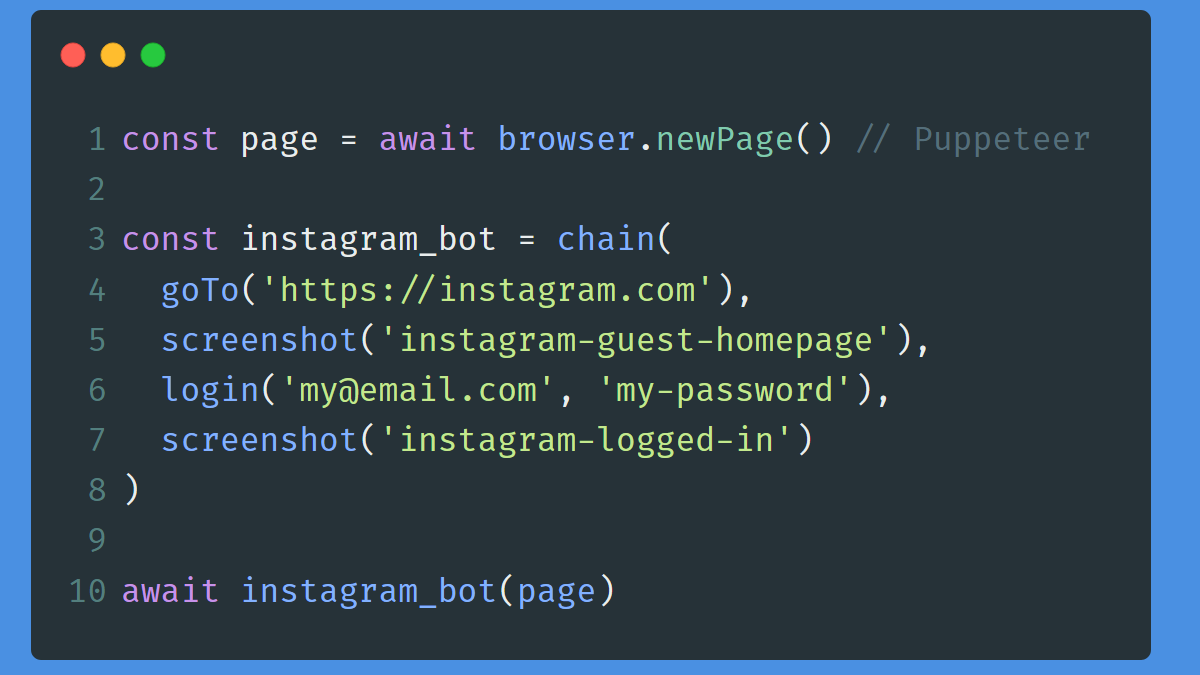 1 const page = await browser.newPage() // Puppeteer
2
3 const instagram_bot = chain(
4   goTo('https://instagram.com'),
5   screenshot('instagram-guest-homepage'),
6   login('my@email.com', 'my-password'),
7   screenshot('instagram-logged-in')
8 )
9
10 await instagram_bot(page)